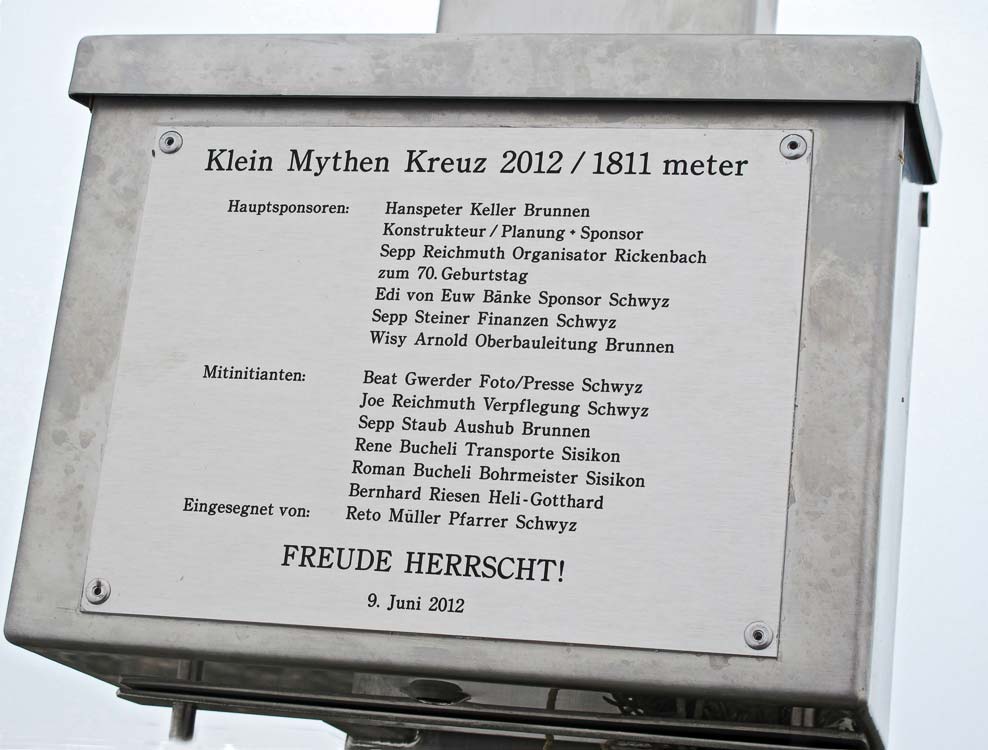 Klein Mythen Kreuz 2012 / 1811 meter
Hauptsponsoren: Hanspeter Keller Brunnen
Konstrukteur / Planung + Sponsor
Sepp Reichmuth Organisator Rickenbach
zum 70. Geburtstag
Edi von Euw Bänke Sponsor Schwyz
Sepp Steiner Finanzen Schwyz
Wisy Arnold Oberbauleitung Brunnen
Mitinitianten: Beat Gwerder Foto/Presse Schwyz
Joe Reichmuth Verpflegung Schwyz
Sepp Staub Aushub Brunnen
Rene Bucheli Transporte Sisikon
Roman Bucheli Bohrmeister Sisikon
Bernhard Riesen Heli-Gotthard
Eingesegnet von: Reto Müller Pfarrer Schwyz
FREUDE HERRSCHT!
9. Juni 2012